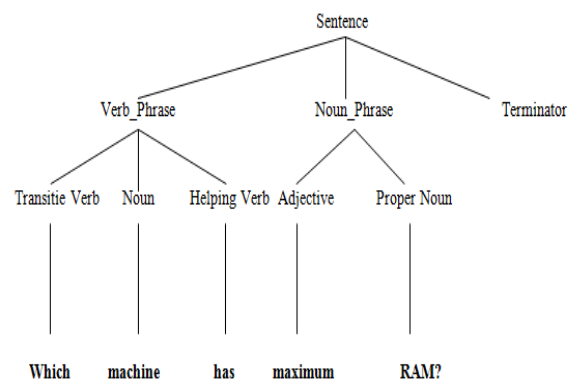 Sentence
Verb_Phrase Noun_Phrase Terminator
Transitie Verb Noun Helping Verb Adjective Proper Noun
Which machine has maximum RAM?